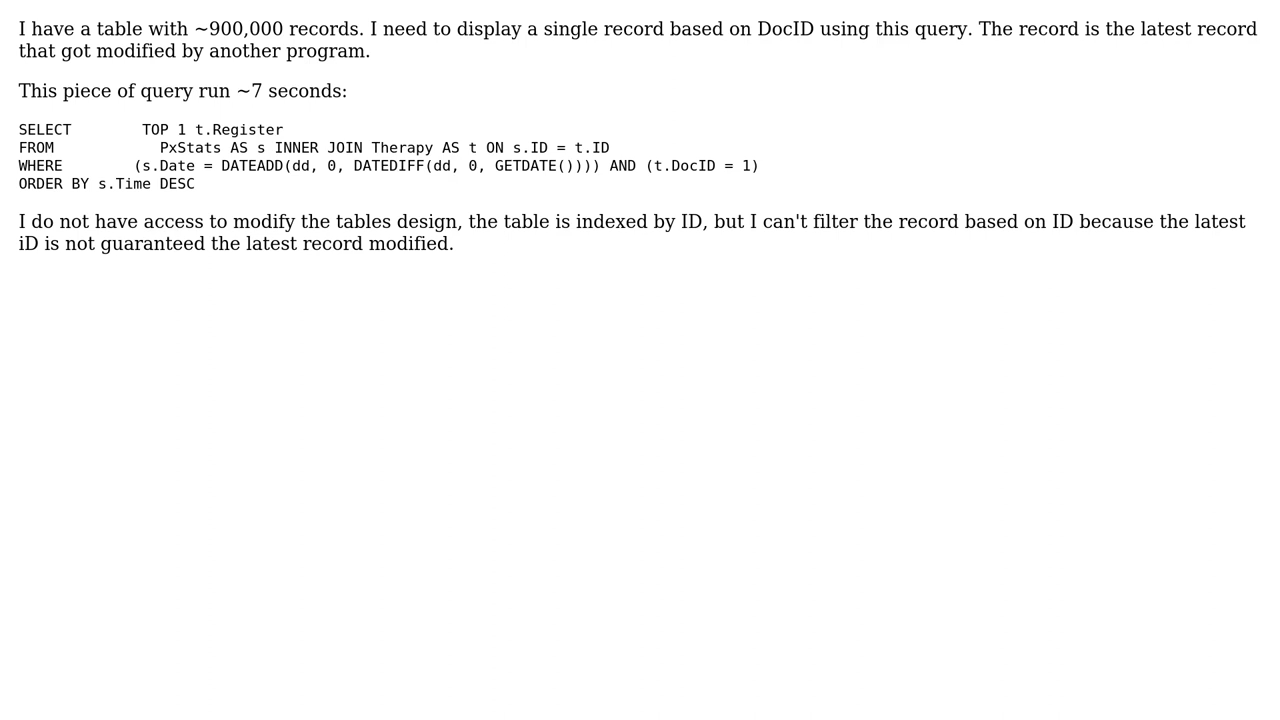 I have a table with ~900,000 records. I need to display a single record based on DocID using this query. The record is the latest record
that got modified by another program.
This piece of query run ~7 seconds:
SELECT        TOP 1 t.Register
FROM            PxStats AS s INNER JOIN Therapy AS t ON s.ID = t.ID
WHERE        (s.Date = DATEADD(dd, 0, DATEDIFF(dd, 0, GETDATE()))) AND (t.DocID = 1)
ORDER BY s.Time DESC
I do not have access to modify the tables design, the table is indexed by ID, but I can't filter the record based on ID because the latest
iD is not guaranteed the latest record modified.